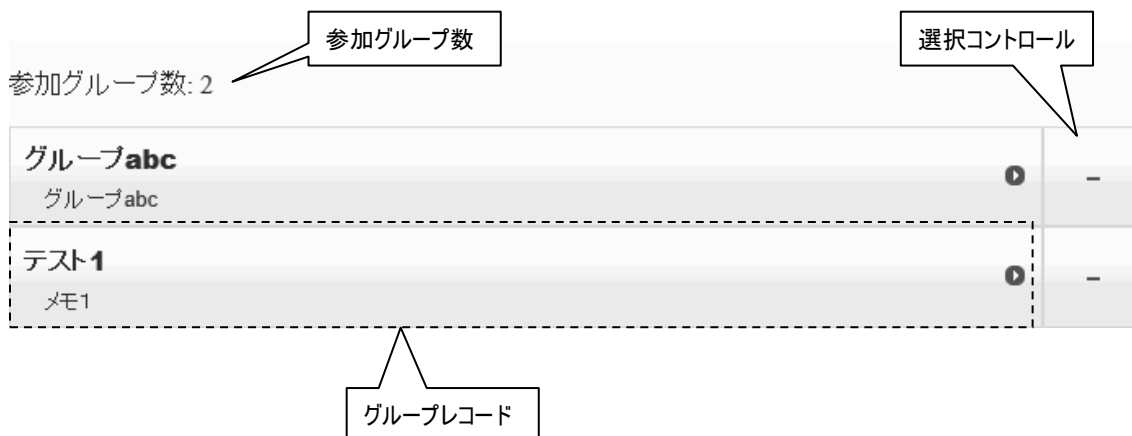 参加グループ数
選択コントロール
参加グループ数: 2
グループabc
グループabc
–
テスト1
メモ1
–
グループレコード